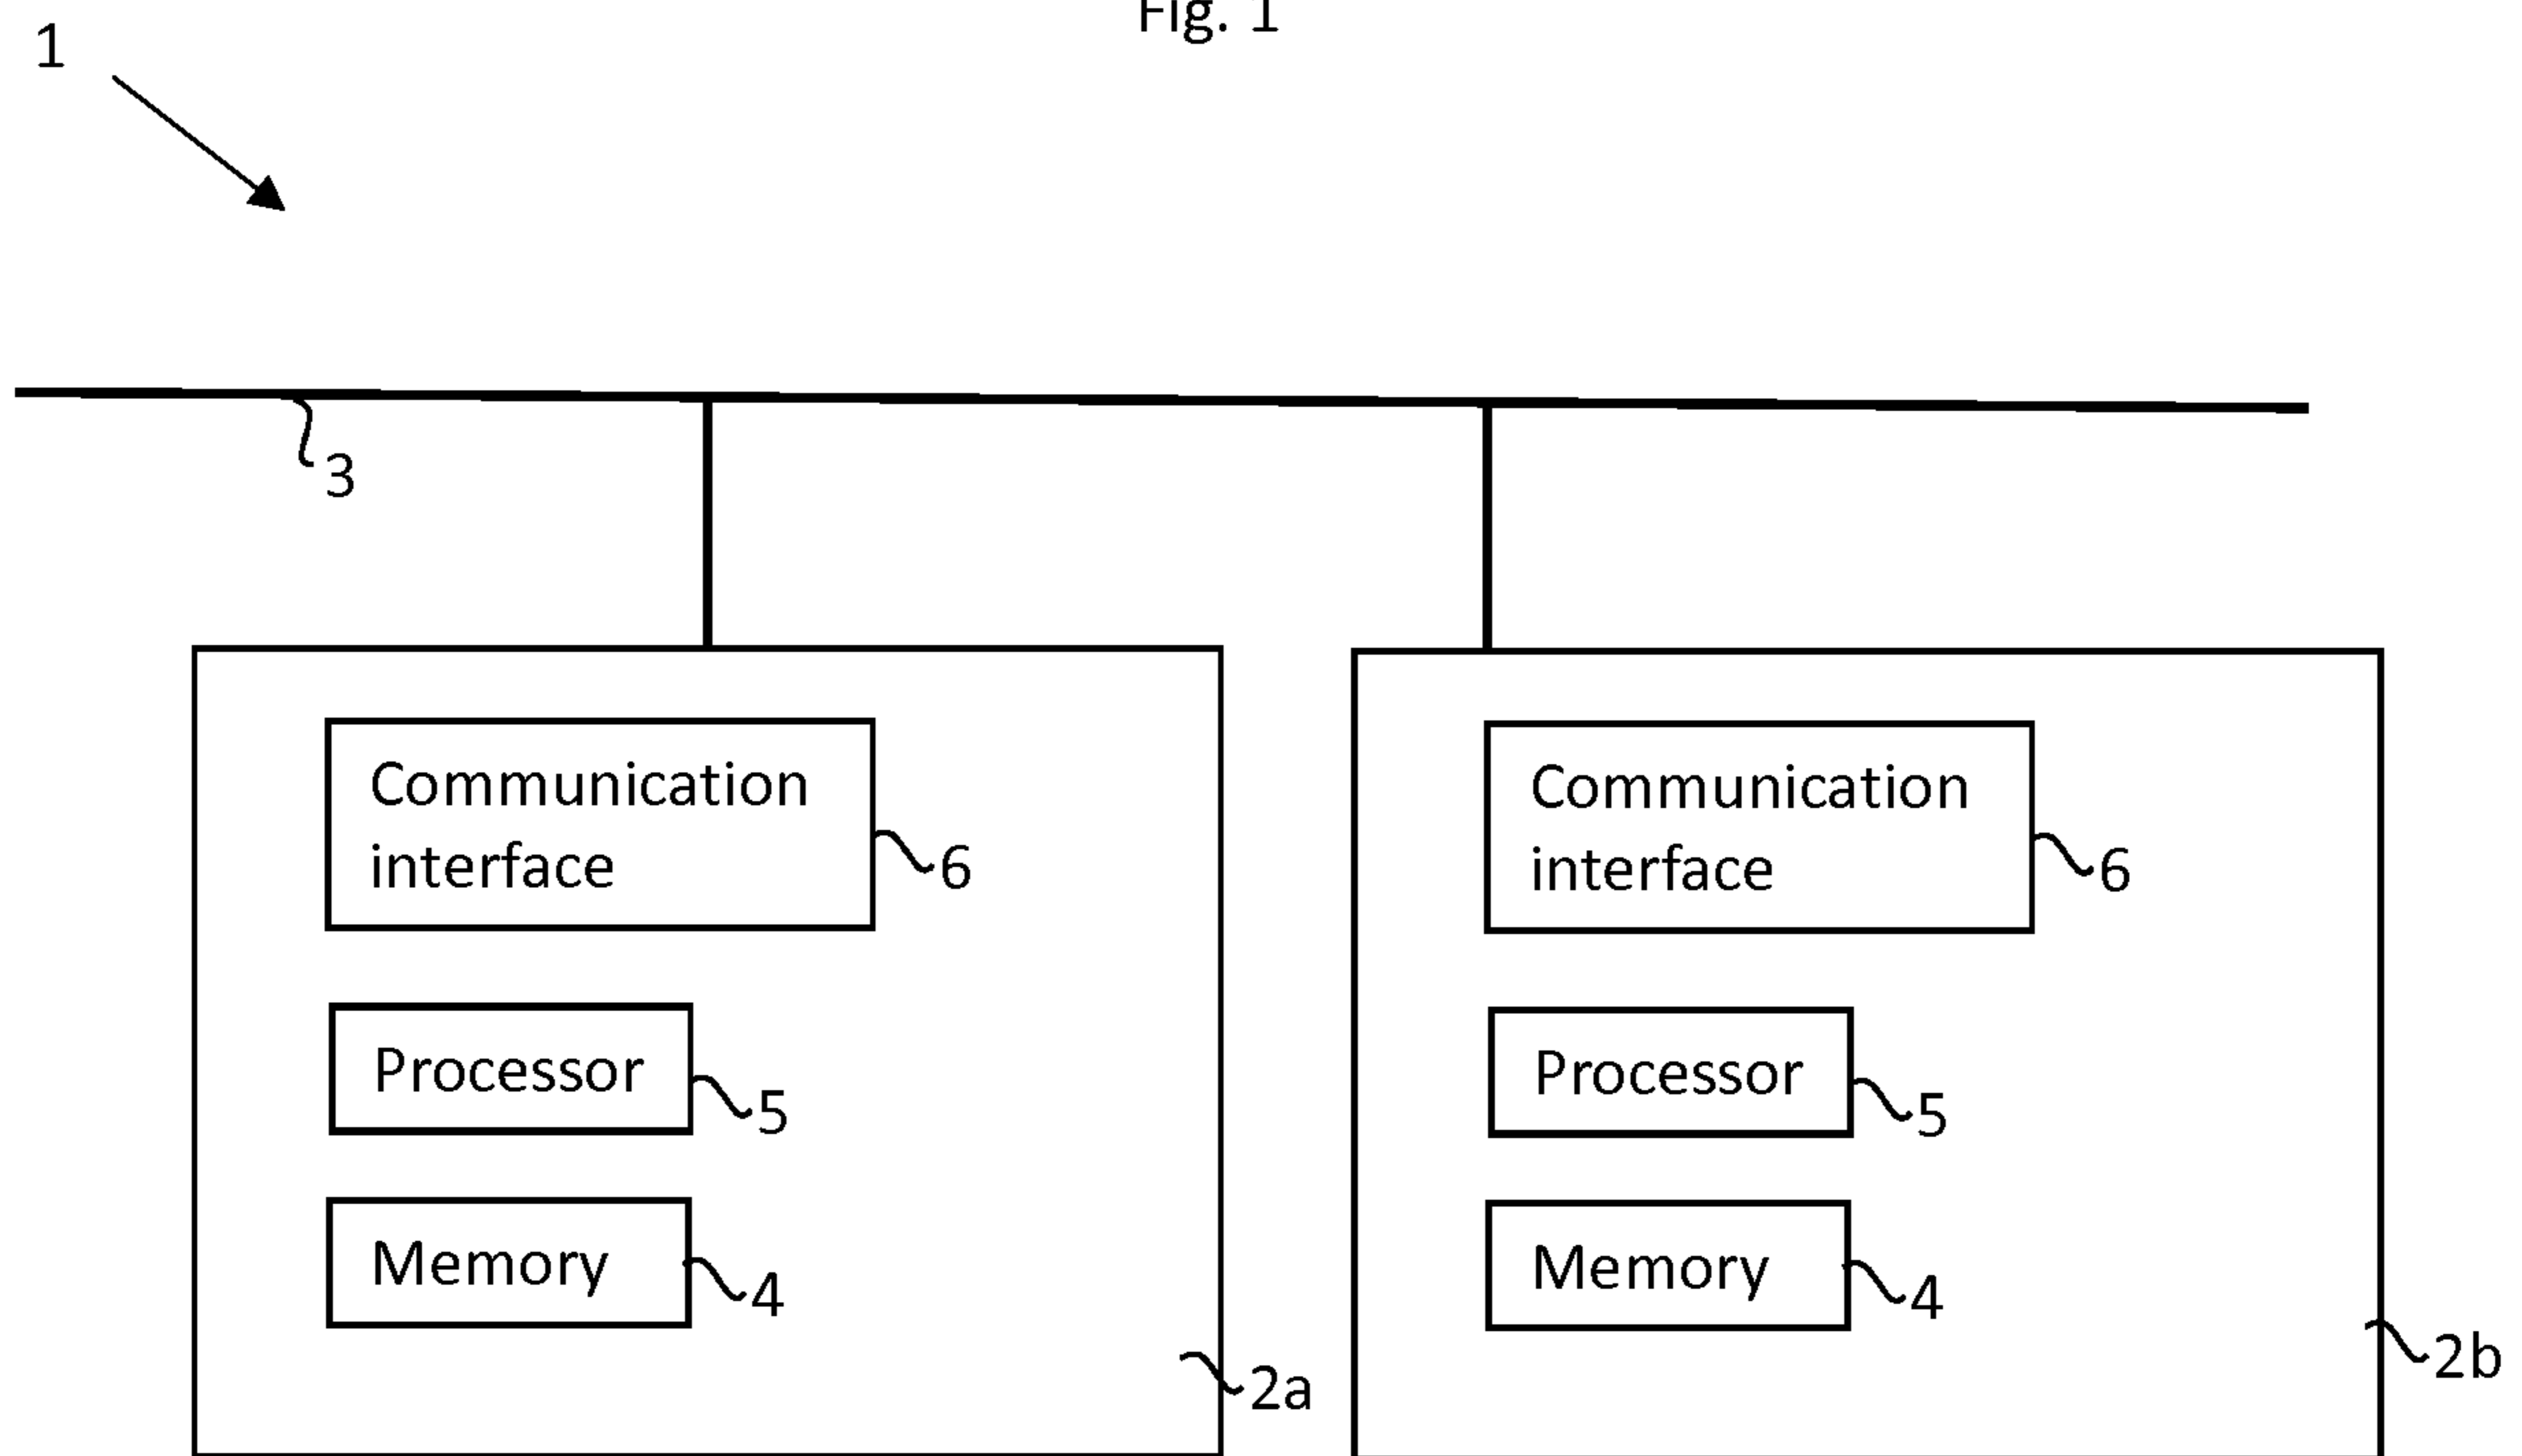 Fig. 1
1
3
Communication
interface
6
Processor
5
Memory
4
2a
Communication
interface
6
Processor
5
Memory
4
2b